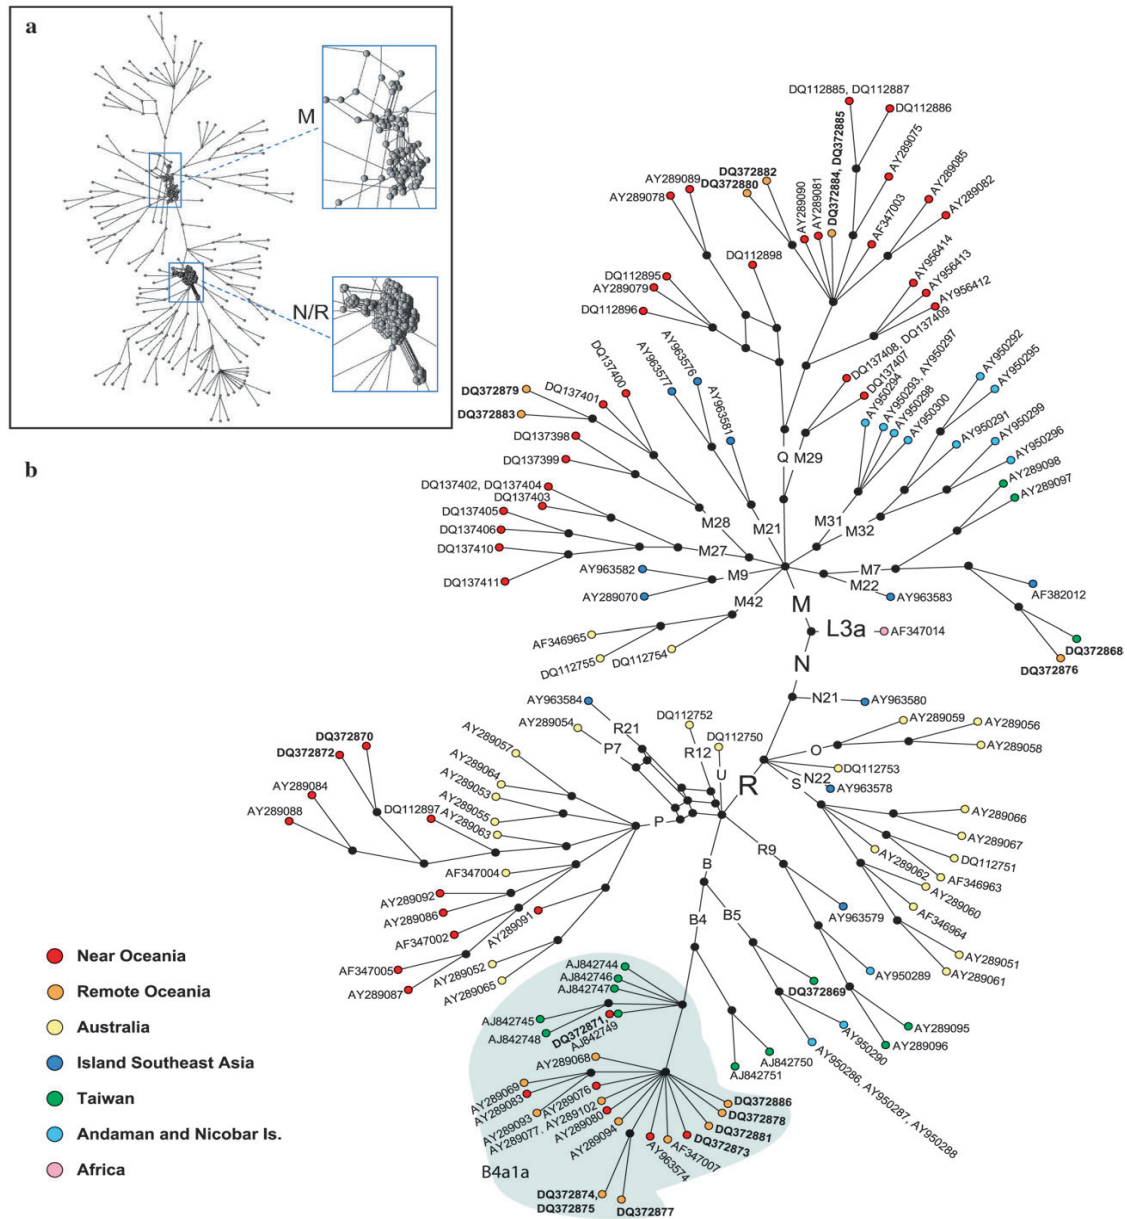 a
M
N/R
b
DQ112885, DQ112887
DQ112886
DQ372884, DQ372885
AY289075
AY289085
AY289082
AF347003
AY289090
AY289081
DQ372882
DQ372880
AY289089
AY289078
DQ112898
DQ112895
AY289079
DQ112896
AY956414
AY956413
AY956412
DQ137408, DQ137409
DQ137407
AY950294
AY950293, AY950297
AY950298
AY950300
AY950292
AY950295
AY950291
AY950299
AY950296
AY289098
AY289097
AY963576
AY963577
AY963581
DQ137400
DQ137401
DQ372879
DQ372883
DQ137398
DQ137399
DQ137402, DQ137404
DQ137403
DQ137405
DQ137406
DQ137410
DQ137411
Q
M29
M31
M32
M28
M21
M27
M9
M42
M7
M22
AY963582
AY289070
AY963583
AF382012
DQ372868
DQ372876
AF346965
DQ112755
DQ112754
M
L3a
AF347014
N
N21
AY963580
AY963584
AY289054
R21
P7
DQ112752
R12
DQ112750
U
R
O
AY289059
AY289056
AY289058
DQ112753
N22
AY963578
S
AY289066
AY289067
DQ112751
AF346963
AY289062
AY289060
AF346964
AY289051
AY289061
DQ372870
DQ372872
AY289084
AY289088
DQ112897
AY289057
AY289064
AY289053
AY289055
AY289063
P
AF347004
AY289092
AY289086
AF347002
AY289091
AF347005
AY289087
AY289052
AY289065
B
R9
B4
B5
AY963579
AY950289
DQ372869
AY289095
AY289096
AY950290
AY950286, AY950287, AY950288
AJ842750
AJ842751
AJ842744
AJ842746
AJ842747
AJ842745
AJ842748
DQ372871,
AJ842749
AY289068
AY289069
AY289083
AY289076
AY289093
AY289077, AY289102
AY289080
AY289094
DQ372886
DQ372878
DQ372881
DQ372873
AF347007
AY963574
DQ372874,
DQ372875
DQ372877
B4a1a
Near Oceania
Remote Oceania
Australia
Island Southeast Asia
Taiwan
Andaman and Nicobar Is.
Africa